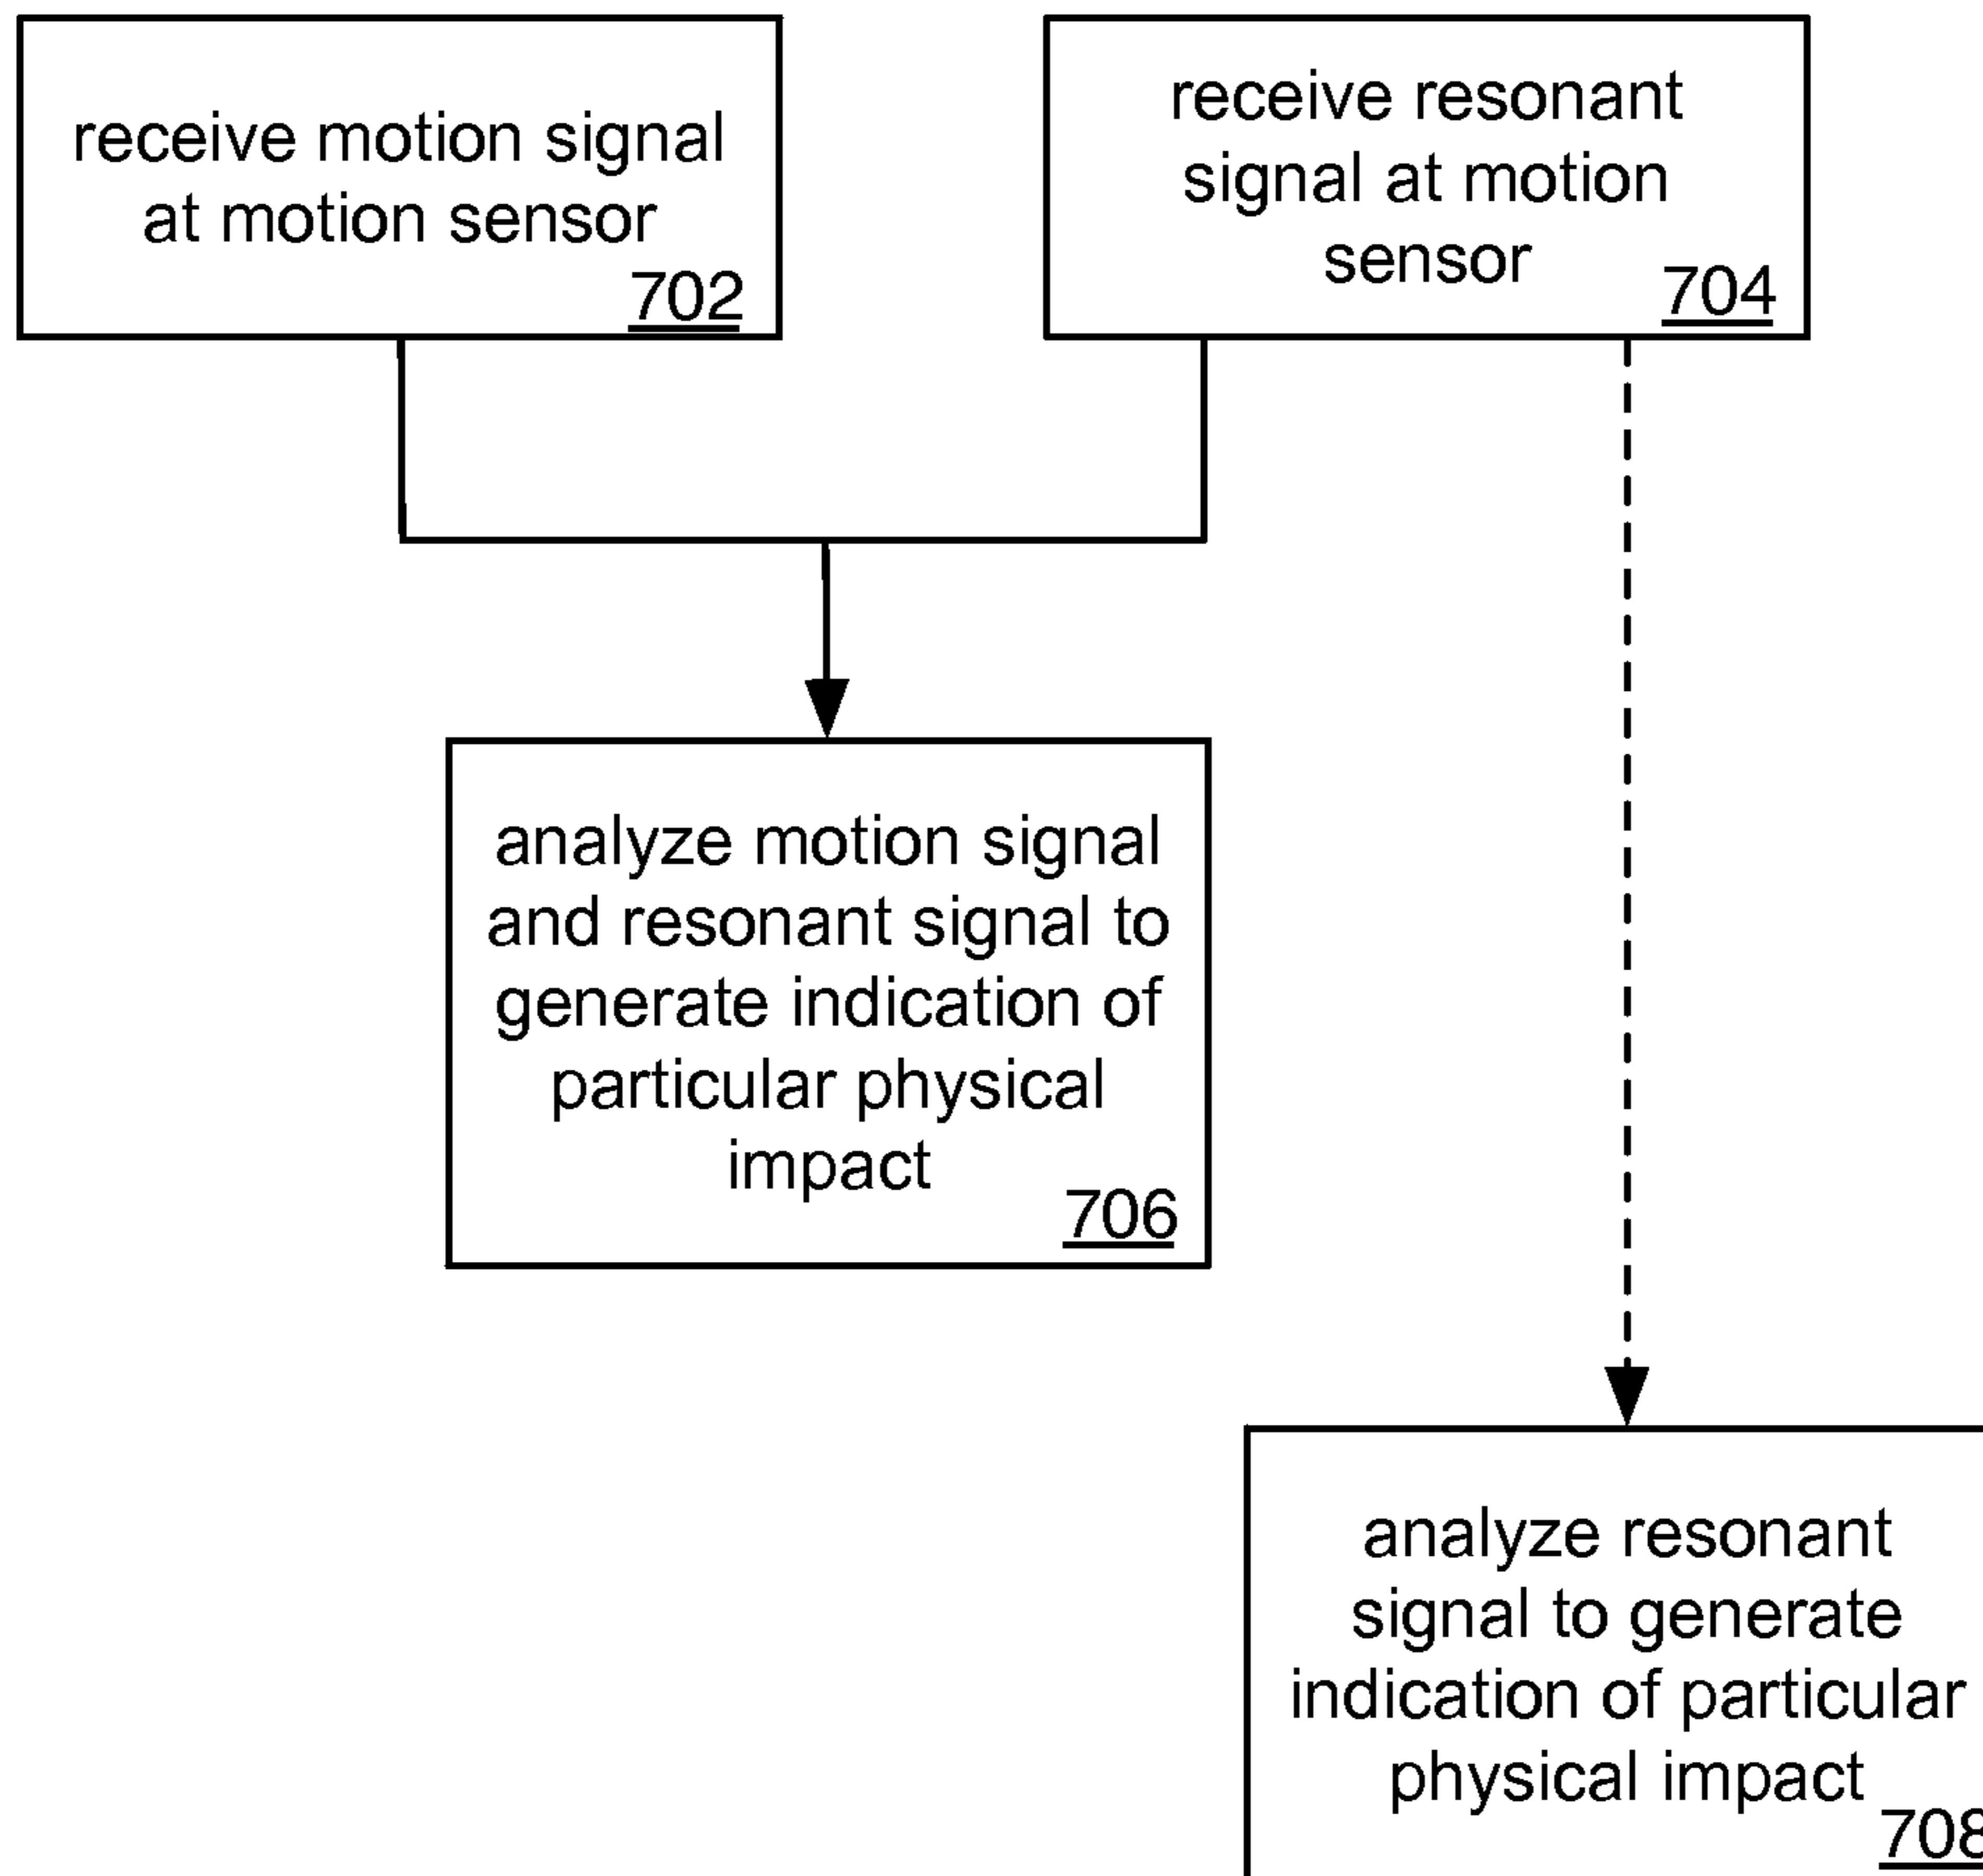 receive motion signal
at motion sensor
702
receive resonant
signal at motion
sensor
704
analyze motion signal
and resonant signal to
generate indication of
particular physical
impact
706
analyze resonant
signal to generate
indication of particular
physical impact
708